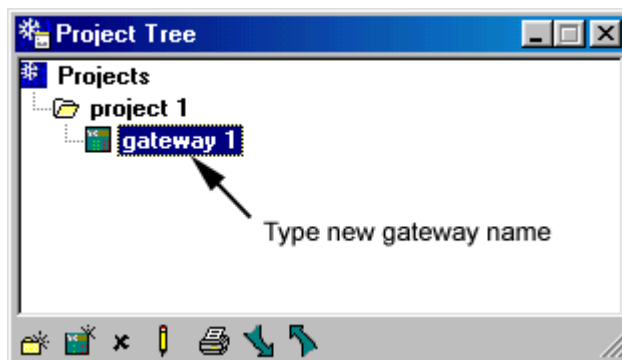 Project Tree
Projects
project 1
gateway 1
Type new gateway name